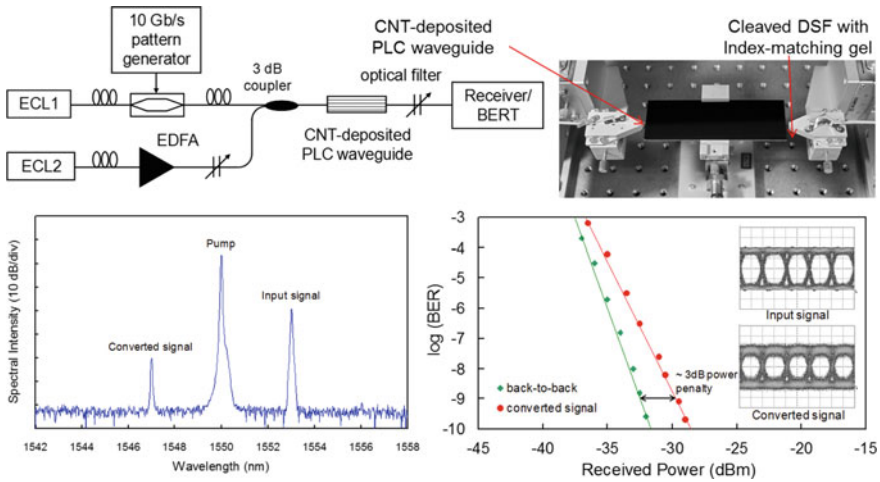 10 Gb/s
pattern
generator
3 dB
coupler
optical filter
ECL1
Receiver/
BERT
EDFA
CNT-deposited
PLC waveguide
ECL2
CNT-deposited
PLC waveguide
Cleaved DSF with
Index-matching gel
Spectral Intensity (10 dB/div)
Pump
Input signal
Converted signal
1542
1544
1546
1548
1550
1552
1554
1556
1558
Wavelength (nm)
log (BER)
-3
-4
-5
-6
-7
-8
-9
-10
back-to-back
converted signal
~ 3dB power
penalty
Input signal
Converted signal
-45
-40
-35
-30
-25
-20
-15
Received Power (dBm)